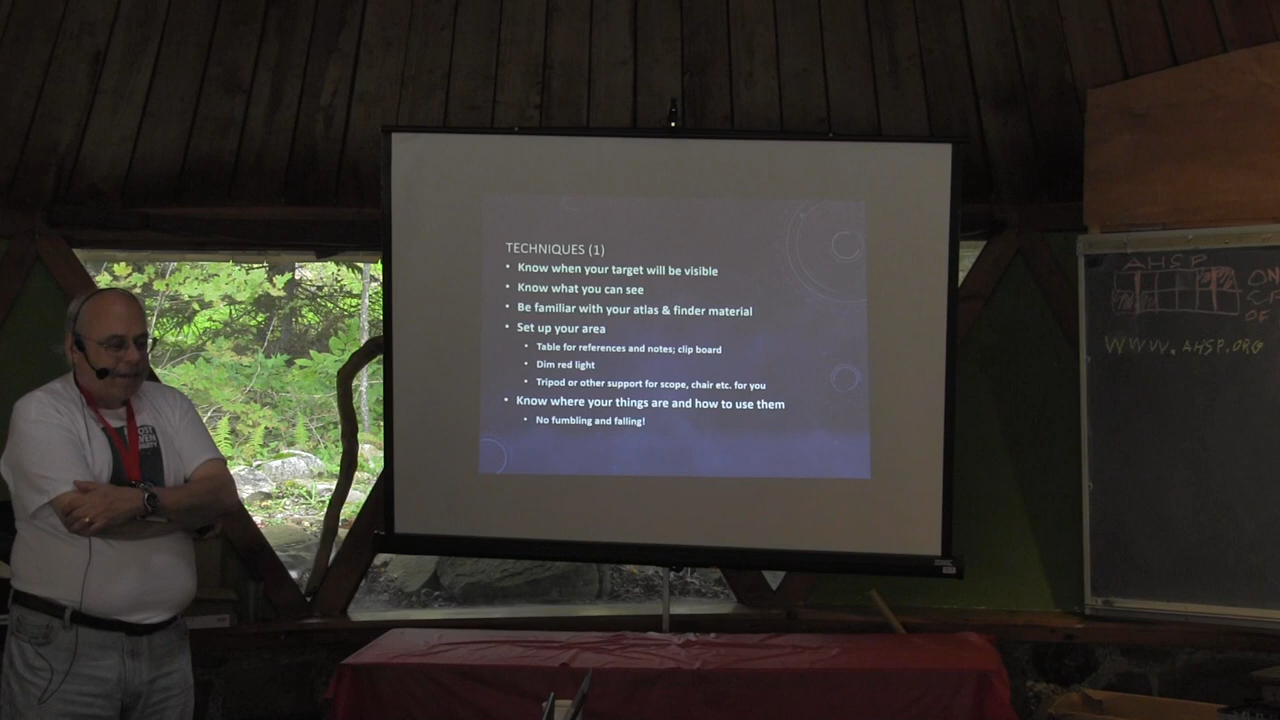 TECHNIQUES (1)
• Know when your target will be visible
• Know what you can see
• Be familiar with your atlas & finder material
• Set up your area
• Table for references and notes; clip board
• Dim red light
• Tripod or other support for scope, chair etc. for you
• Know where your things are and how to use them
• No fumbling and falling!
AHSP
ON
OF
WWW.AHSP.ORG